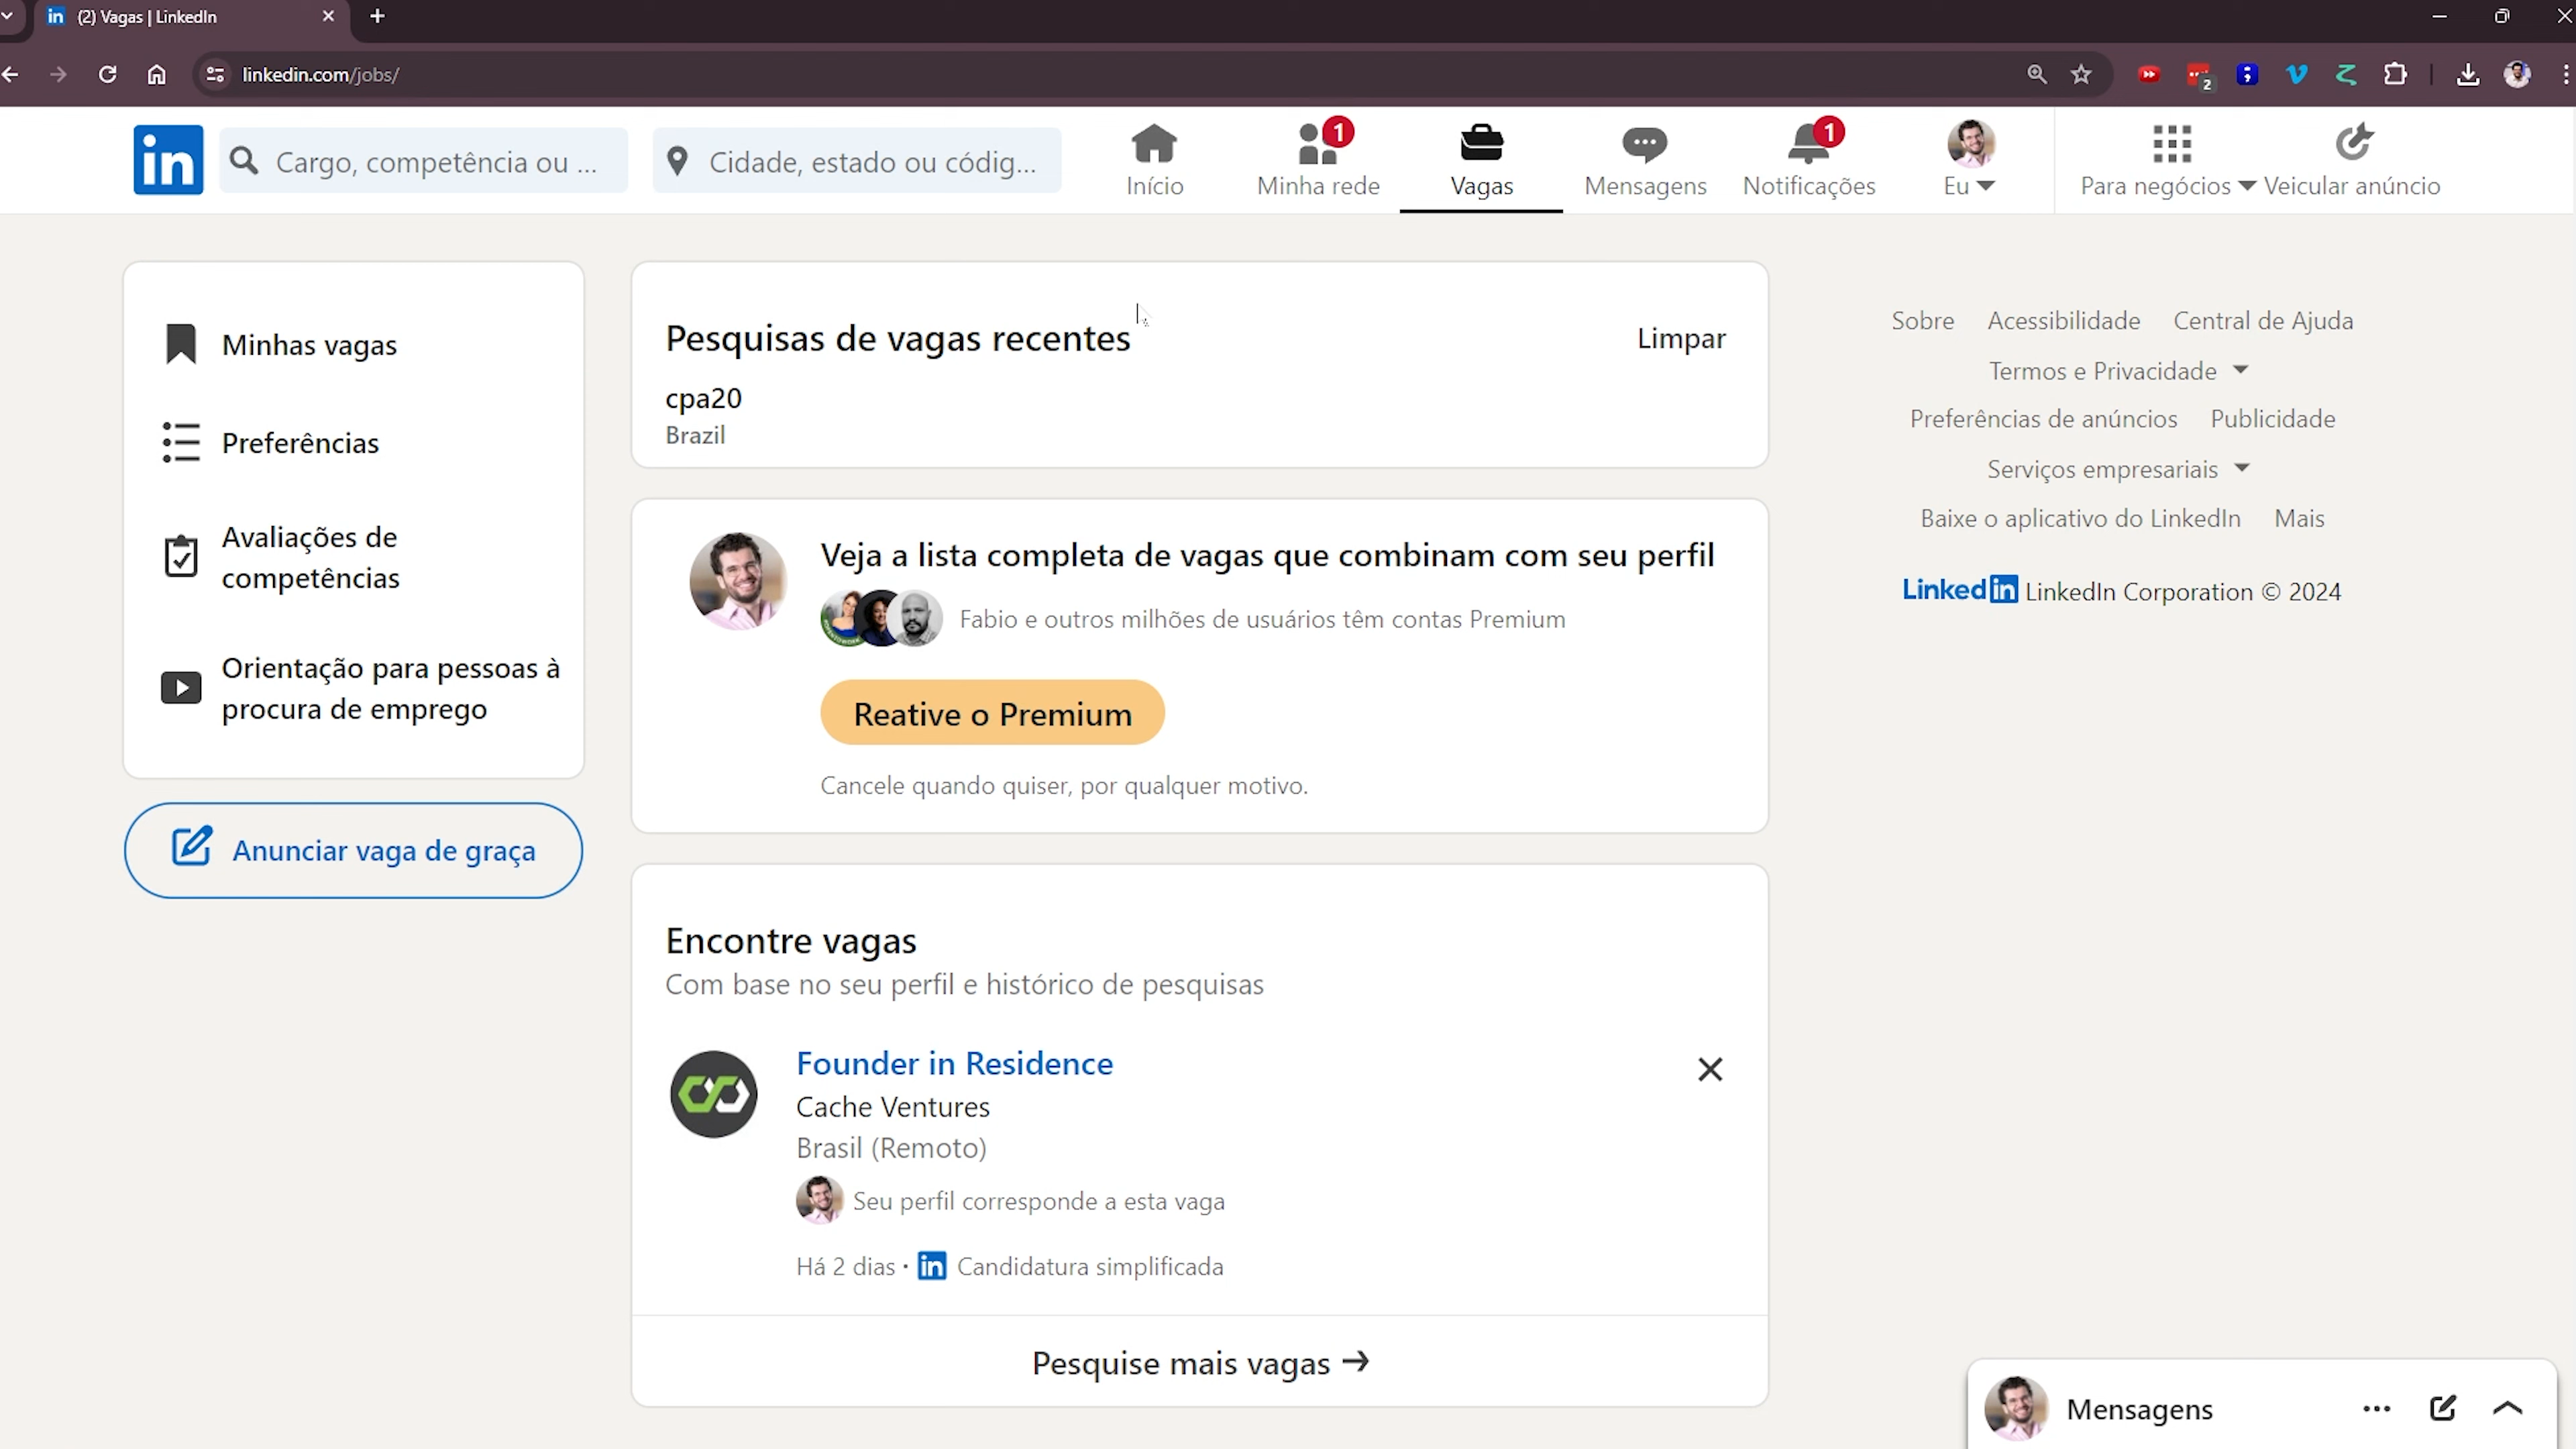 (2) Vagas | LinkedIn
linkedin.com/jobs/
2
in
Cargo, competência ou ...
Cidade, estado ou códig...
Início
1
Minha rede
Vagas
Mensagens
1
Notificações
Eu
Para negócios
Veicular anúncio
Minhas vagas
Preferências
Avaliações de
competências
Orientação para pessoas à
procura de emprego
Anunciar vaga de graça
Pesquisas de vagas recentes
Limpar
cpa20
Brazil
Veja a lista completa de vagas que combinam com seu perfil
Fabio e outros milhões de usuários têm contas Premium
Reative o Premium
Cancele quando quiser, por qualquer motivo.
Encontre vagas
Com base no seu perfil e histórico de pesquisas
Founder in Residence
Cache Ventures
Brasil (Remoto)
Seu perfil corresponde a esta vaga
Há 2 dias • in Candidatura simplificada
Pesquise mais vagas →
Sobre Acessibilidade Central de Ajuda
Termos e Privacidade
Preferências de anúncios Publicidade
Serviços empresariais
Baixe o aplicativo do LinkedIn Mais
LinkedIn LinkedIn Corporation © 2024
Mensagens